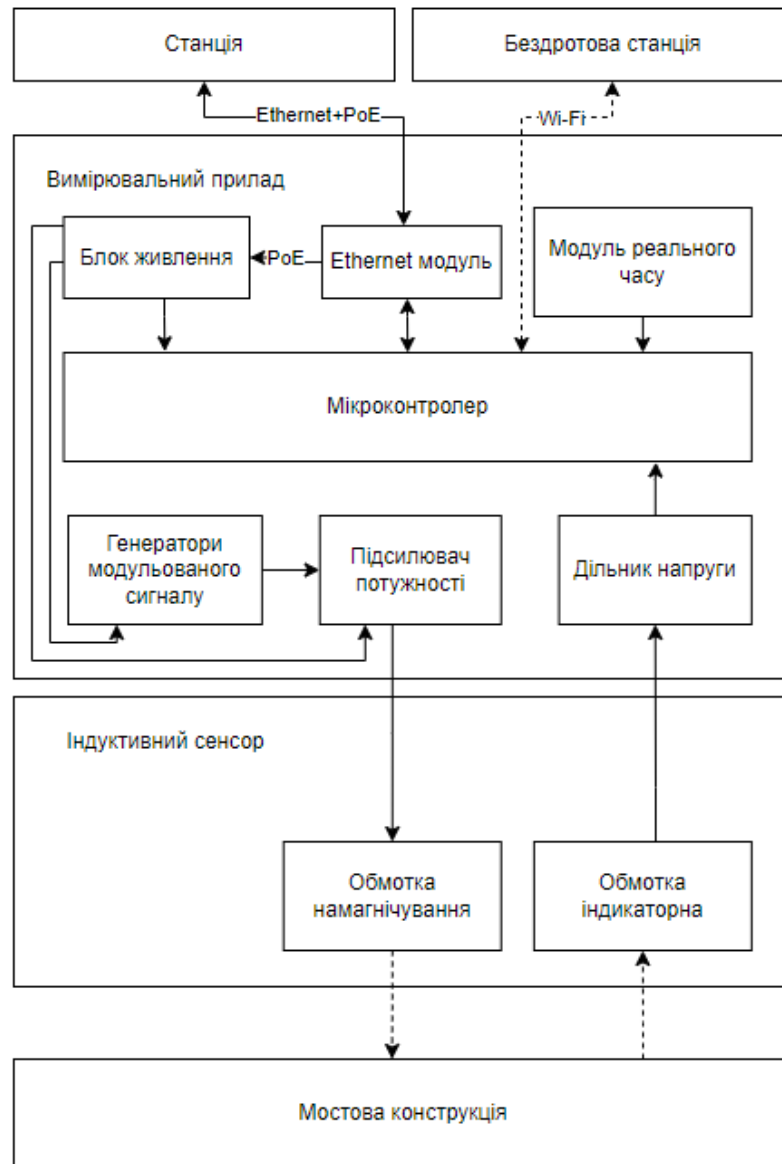 Станція
Бездротова станція
Ethernet+PoE
Wi-Fi
Вимірювальний прилад
Блок живлення
PoE
Ethernet модуль
Модуль реального
часу
Мікроконтролер
Генератори
модульованого
сигналу
Підсилювач
потужності
Дільник напруги
Індуктивний сенсор
Обмотка
намагнічування
Обмотка
індикаторна
Мостова конструкція